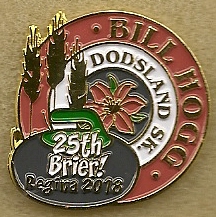 • BILL HOGG •
DODSLAND SK
25th
Brier!
Regina 2018